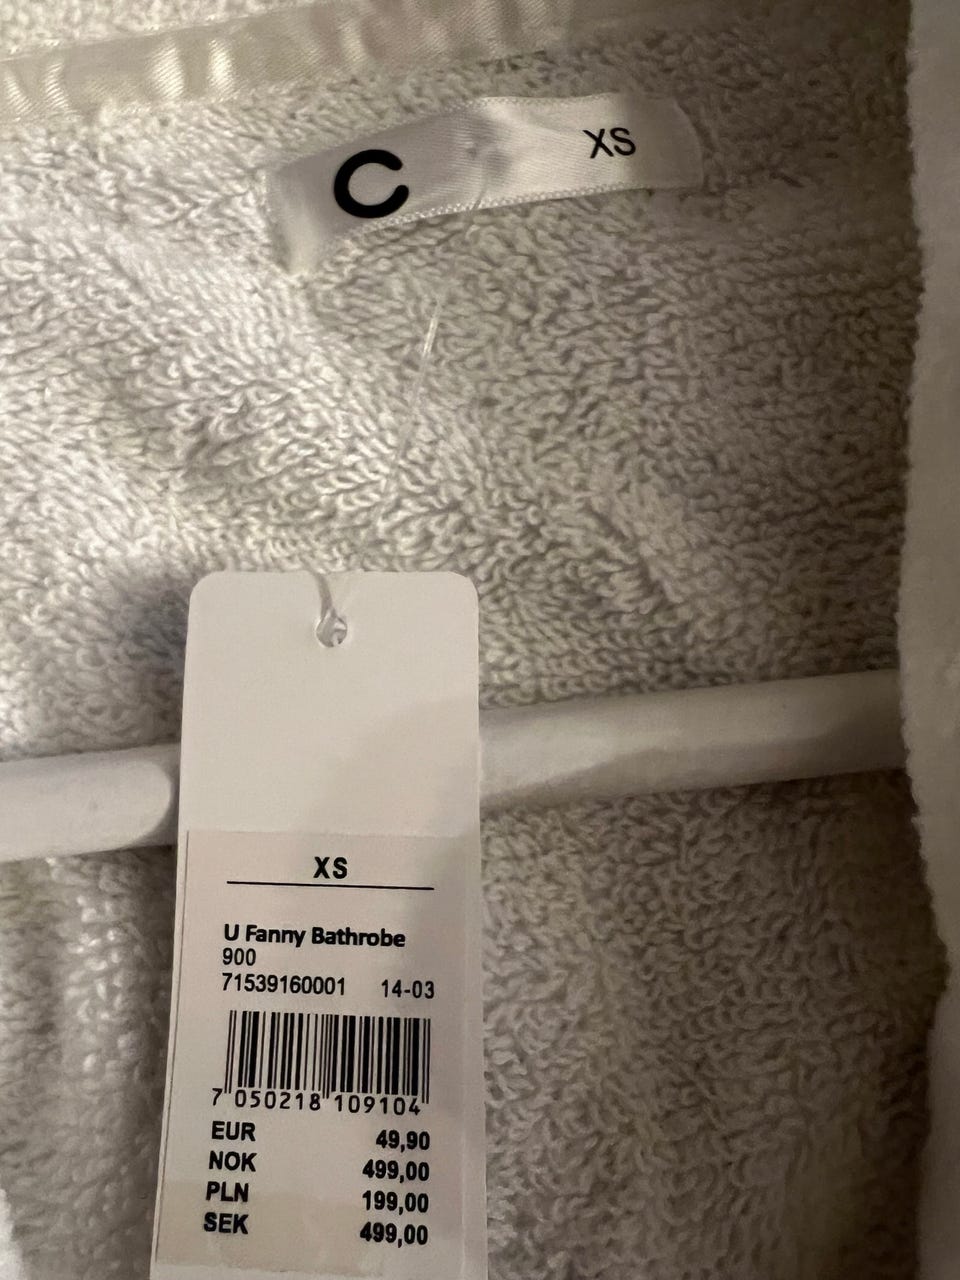 C XS
XS
U Fanny Bathrobe
900
71539160001 14-03
7 050218 109104
EUR 49,90
NOK 499,00
PLN 199,00
SEK 499,00